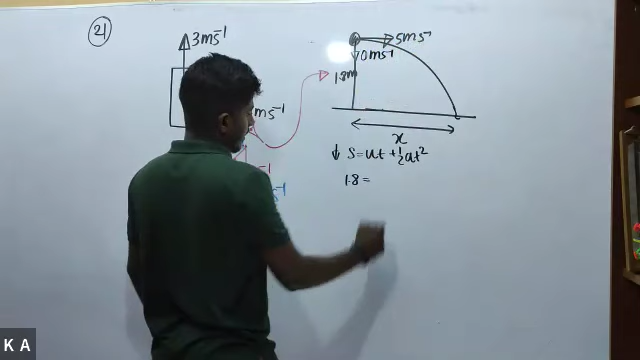 21
3ms⁻¹
5ms⁻¹
0ms⁻¹
1.8m
ms⁻¹
x
↓ S=ut+½at²
1.8=
K A